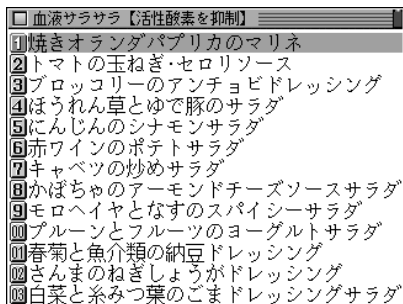 血液サラサラ【活性酸素を抑制】
1焼きオランダパプリカのマリネ
2トマトの玉ねぎ・セロリソース
3ブロッコリーのアンチョビドレッシング
4ほうれん草とゆで豚のサラダ
5にんじんのシナモンサラダ
6赤ワインのポテトサラダ
7キャベツの炒めサラダ
8かぼちゃのアーモンドチーズソースサラダ
9モロヘイヤとなすのスパイシーサラダ
00プルーンとフルーツのヨーグルトサラダ
01春菊と魚介類の納豆ドレッシング
02さんまのねぎしょうがドレッシング
03白菜と糸みつ葉のごまドレッシングサラダ